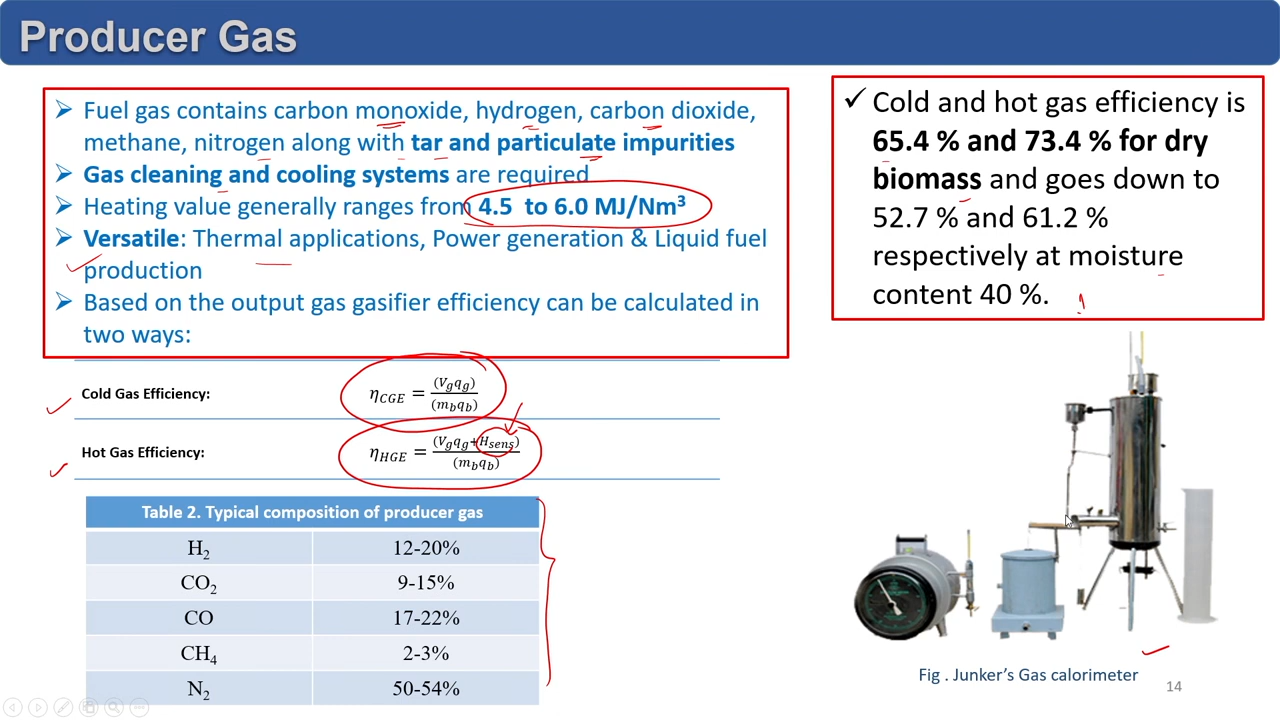 Producer Gas
➢ Fuel gas contains carbon monoxide, hydrogen, carbon dioxide,
methane, nitrogen along with tar and particulate impurities
➢ Gas cleaning and cooling systems are required
➢ Heating value generally ranges from 4.5 to 6.0 MJ/Nm³
➢ Versatile: Thermal applications, Power generation & Liquid fuel
production
➢ Based on the output gas gasifier efficiency can be calculated in
two ways:
Cold Gas Efficiency: η_CGE = (V_g q_g) / (m_b q_b)
Hot Gas Efficiency: η_HGE = (V_g q_g + H_sens) / (m_b q_b)
Table 2. Typical composition of producer gas
H₂ 12-20%
CO₂ 9-15%
CO 17-22%
CH₄ 2-3%
N₂ 50-54%
✓ Cold and hot gas efficiency is
65.4 % and 73.4 % for dry
biomass and goes down to
52.7 % and 61.2 %
respectively at moisture
content 40 %.
Fig . Junker's Gas calorimeter
14